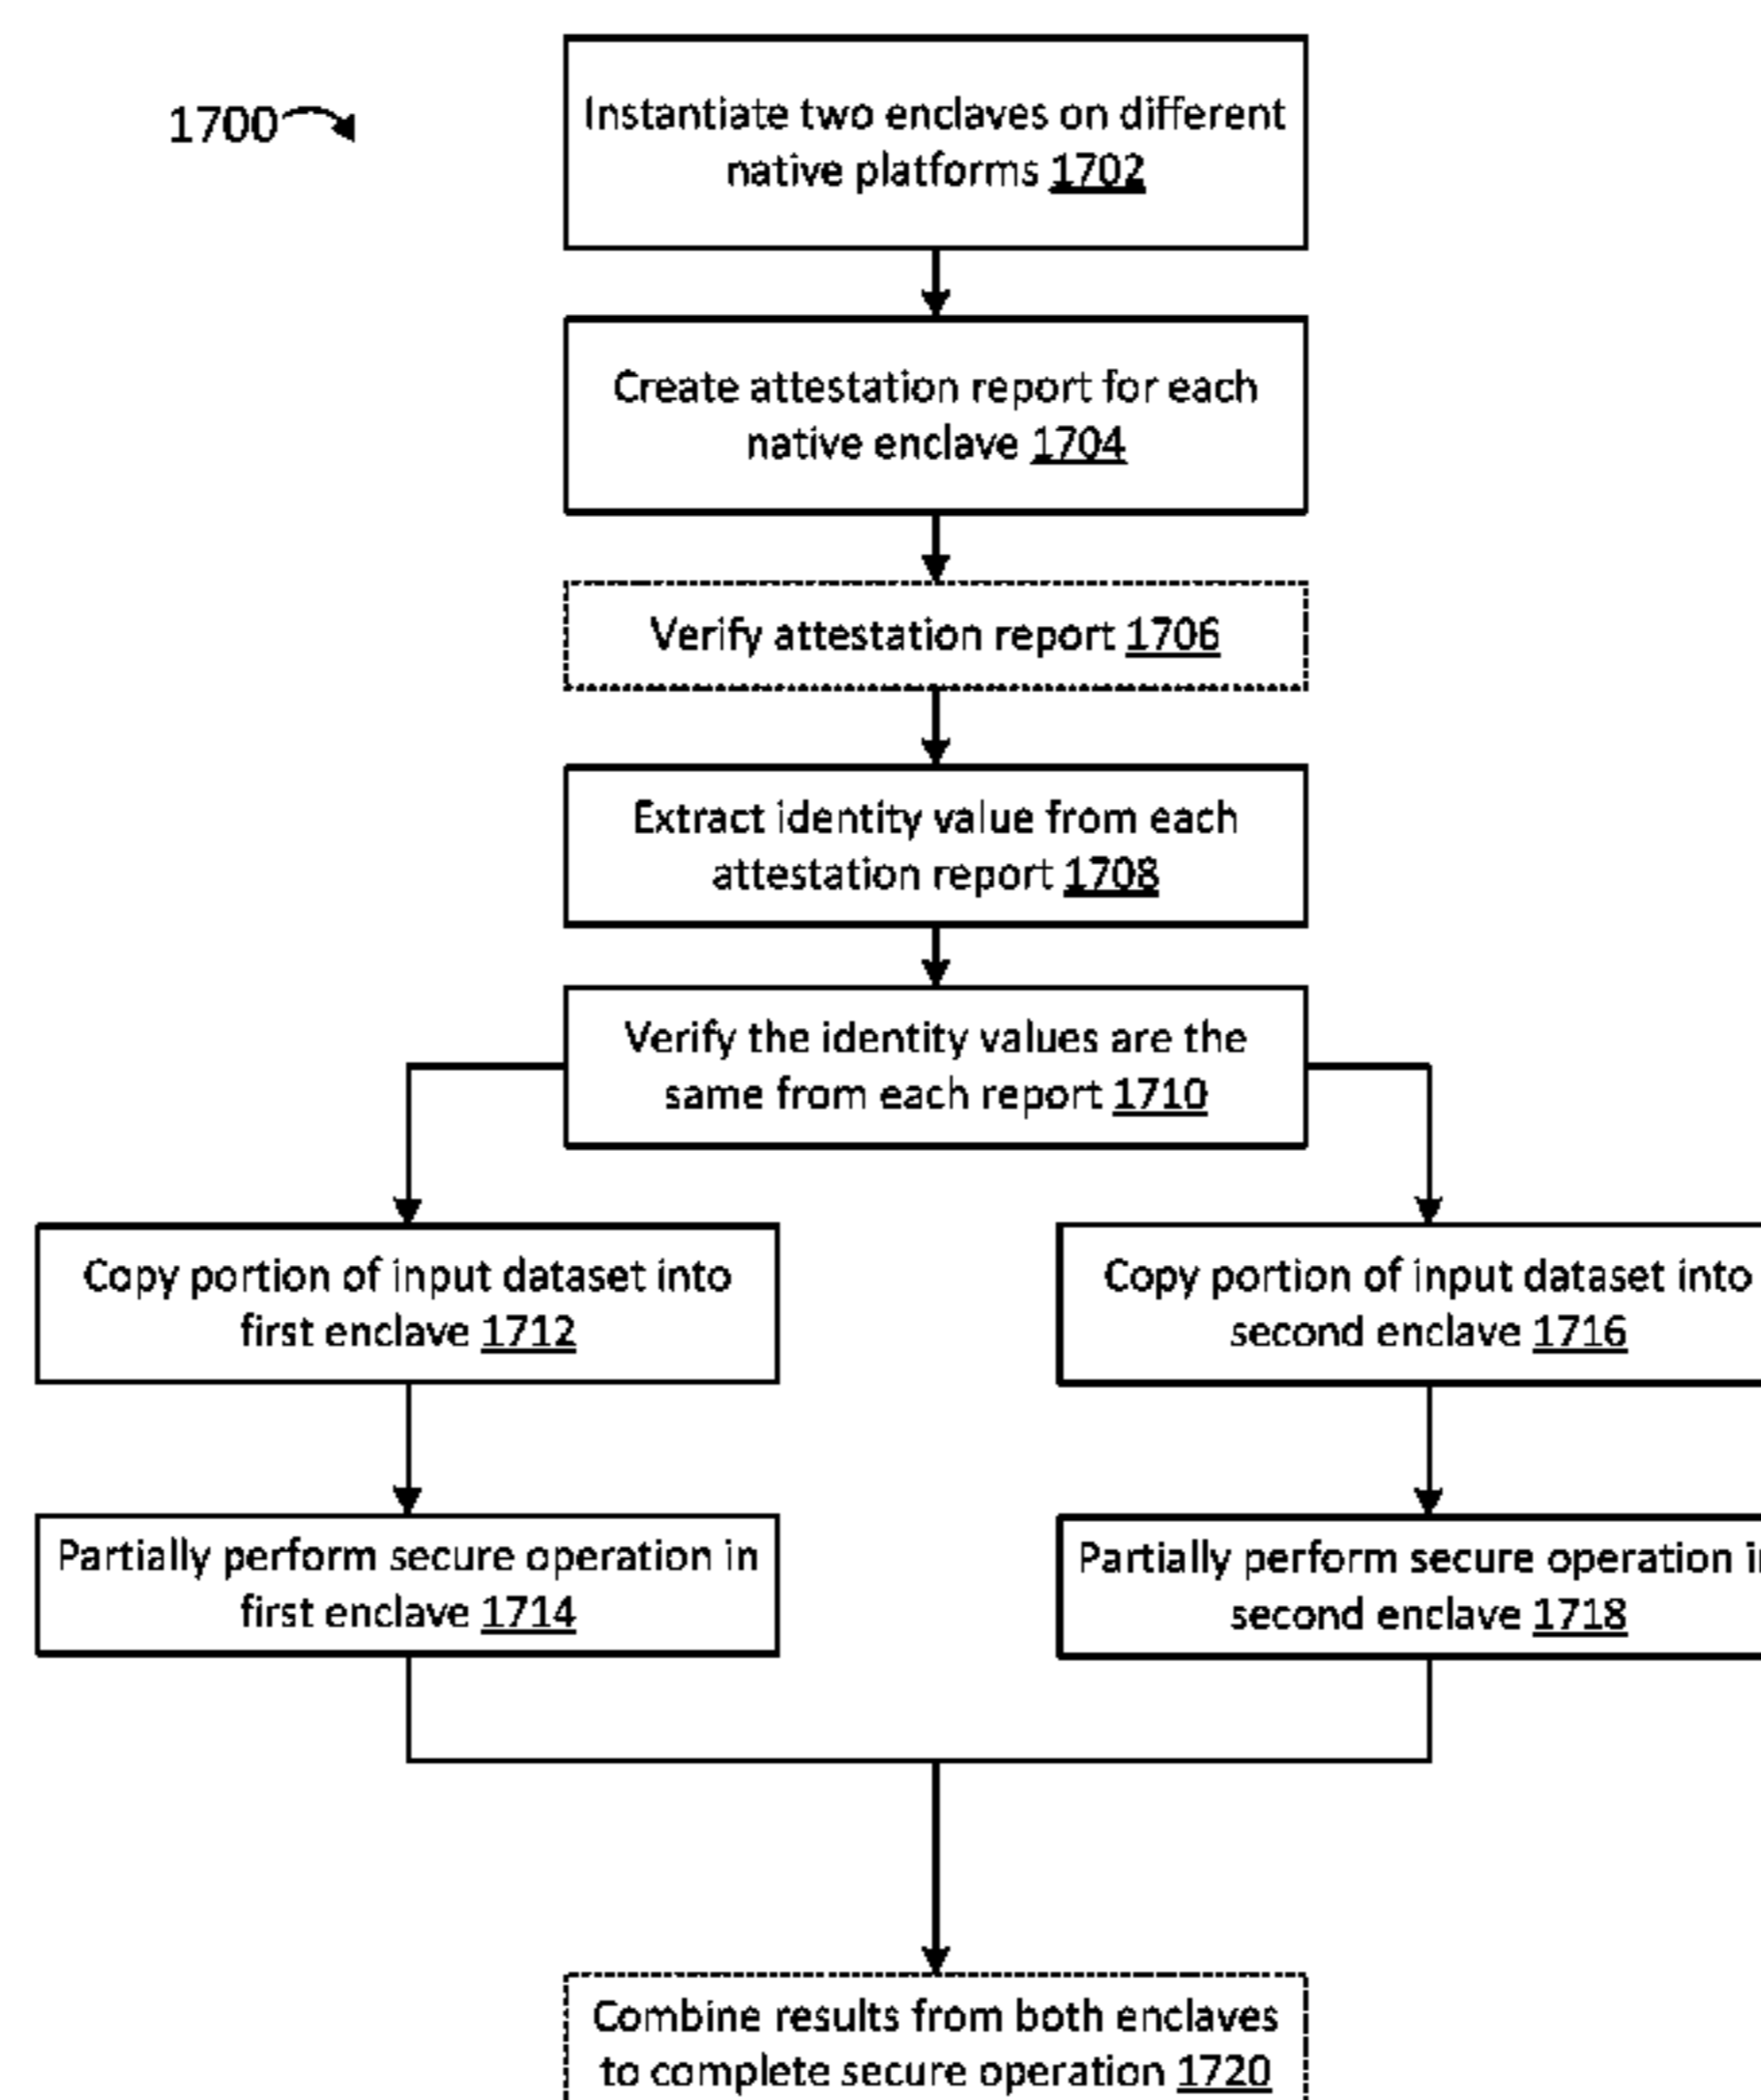 1700
Instantiate two enclaves on different
native platforms 1702
Create attestation report for each
native enclave 1704
Verify attestation report 1706
Extract identity value from each
attestation report 1708
Verify the identity values are the
same from each report 1710
Copy portion of input dataset into
first enclave 1712
Partially perform secure operation in
first enclave 1714
Copy portion of input dataset into
second enclave 1716
Partially perform secure operation
second enclave 1718
Combine results from both enclaves
to complete secure operation 1720